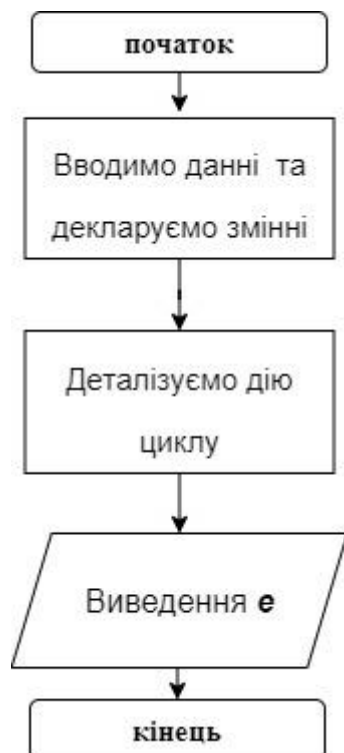 початок
Вводимо данні та
декларуємо змінні
Деталізуємо дію
циклу
Виведення e
кінець